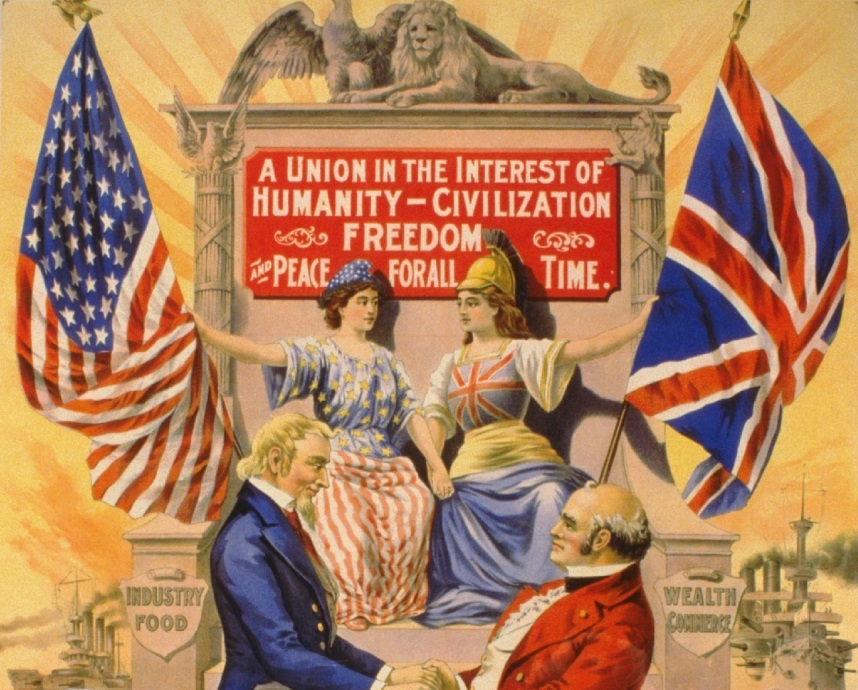 A UNION IN THE INTEREST OF
HUMANITY – CIVILIZATION
FREEDOM
AND PEACE FOR ALL TIME.
INDUSTRY
FOOD
WEALTH
COMMERCE